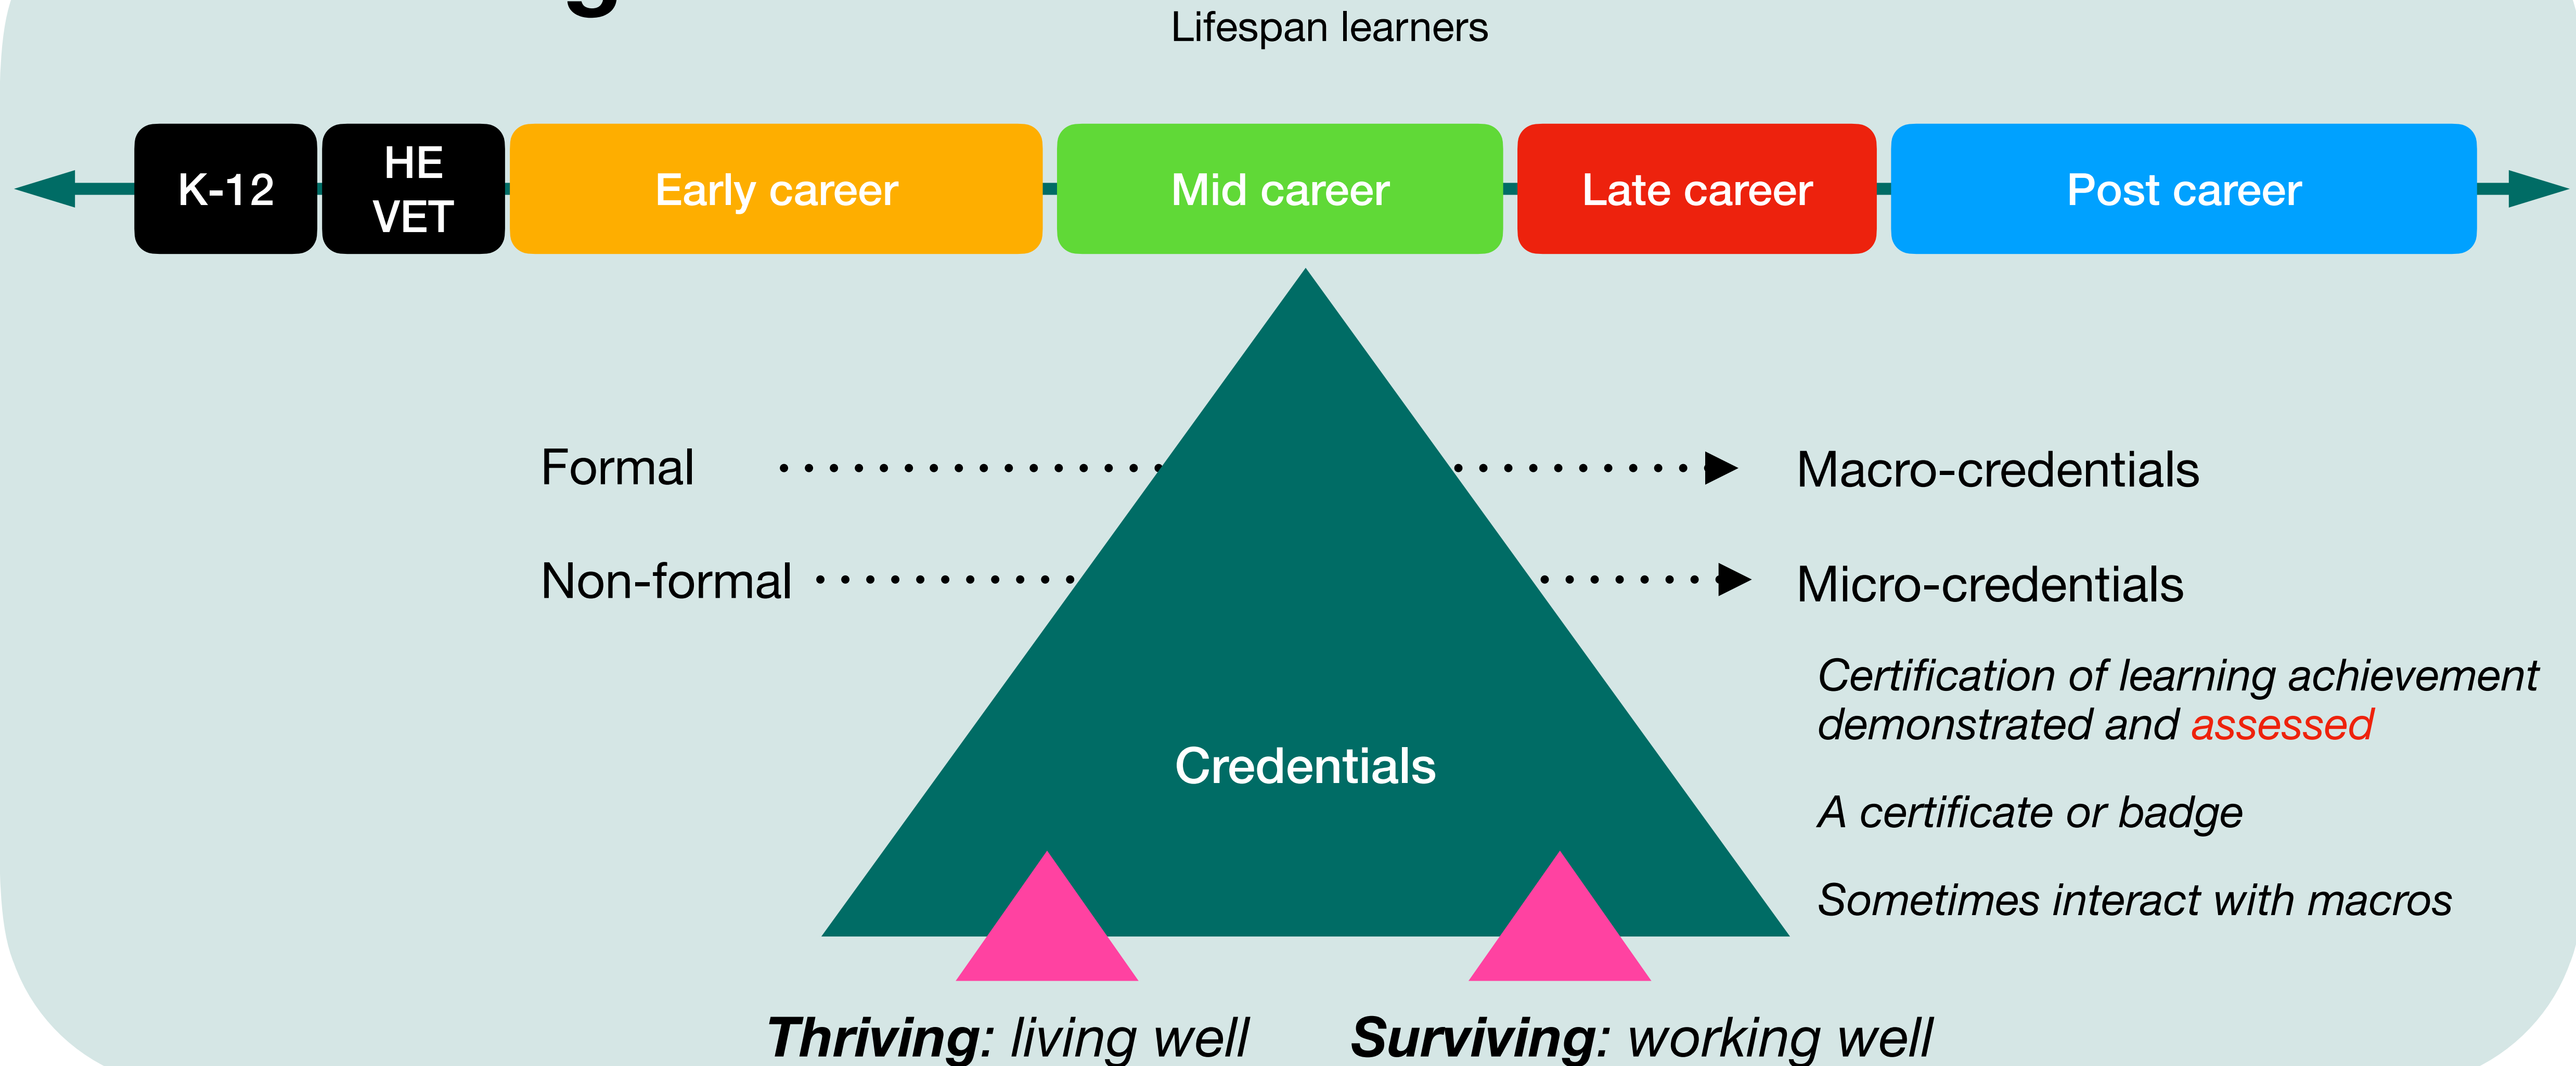 Lifespan learners
K-12
HE
VET
Early career
Mid career
Late career
Post career
Formal
Macro-credentials
Non-formal
Micro-credentials
Certification of learning achievement
demonstrated and assessed
Credentials
A certificate or badge
Sometimes interact with macros
Thriving: living well
Surviving: working well